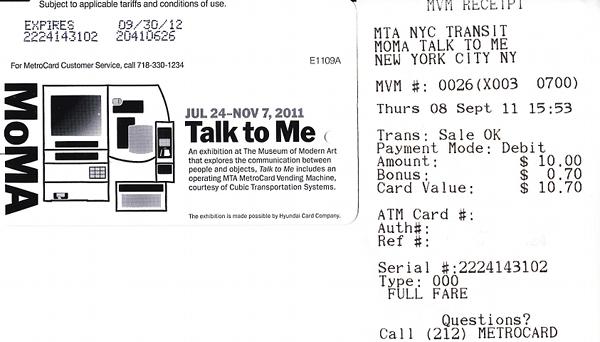 Subject to applicable tariffs and conditions of use.
EXPIRES 09/30/12
2224143102 20410626
For MetroCard Customer Service, call 718-330-1234
E1109A
MoMA
JUL 24–NOV 7, 2011
Talk to Me (
An exhibition at The Museum of Modern Art
that explores the communication between
people and objects, Talk to Me includes an
operating MTA MetroCard Vending Machine,
courtesy of Cubic Transportation Systems.
The exhibition is made possible by Hyundai Card Company.
MVM RECEIPT
MTA NYC TRANSIT
MOMA TALK TO ME
NEW YORK CITY NY
MVM #: 0026(X003 0700)
Thurs 08 Sept 11 15:53
Trans: Sale OK
Payment Mode: Debit
Amount: $ 10.00
Bonus: $ 0.70
Card Value: $ 10.70
ATM Card #:
Auth#:
Ref #:
Serial #:2224143102
Type: 000
FULL FARE
Questions?
Call (212) METROCARD